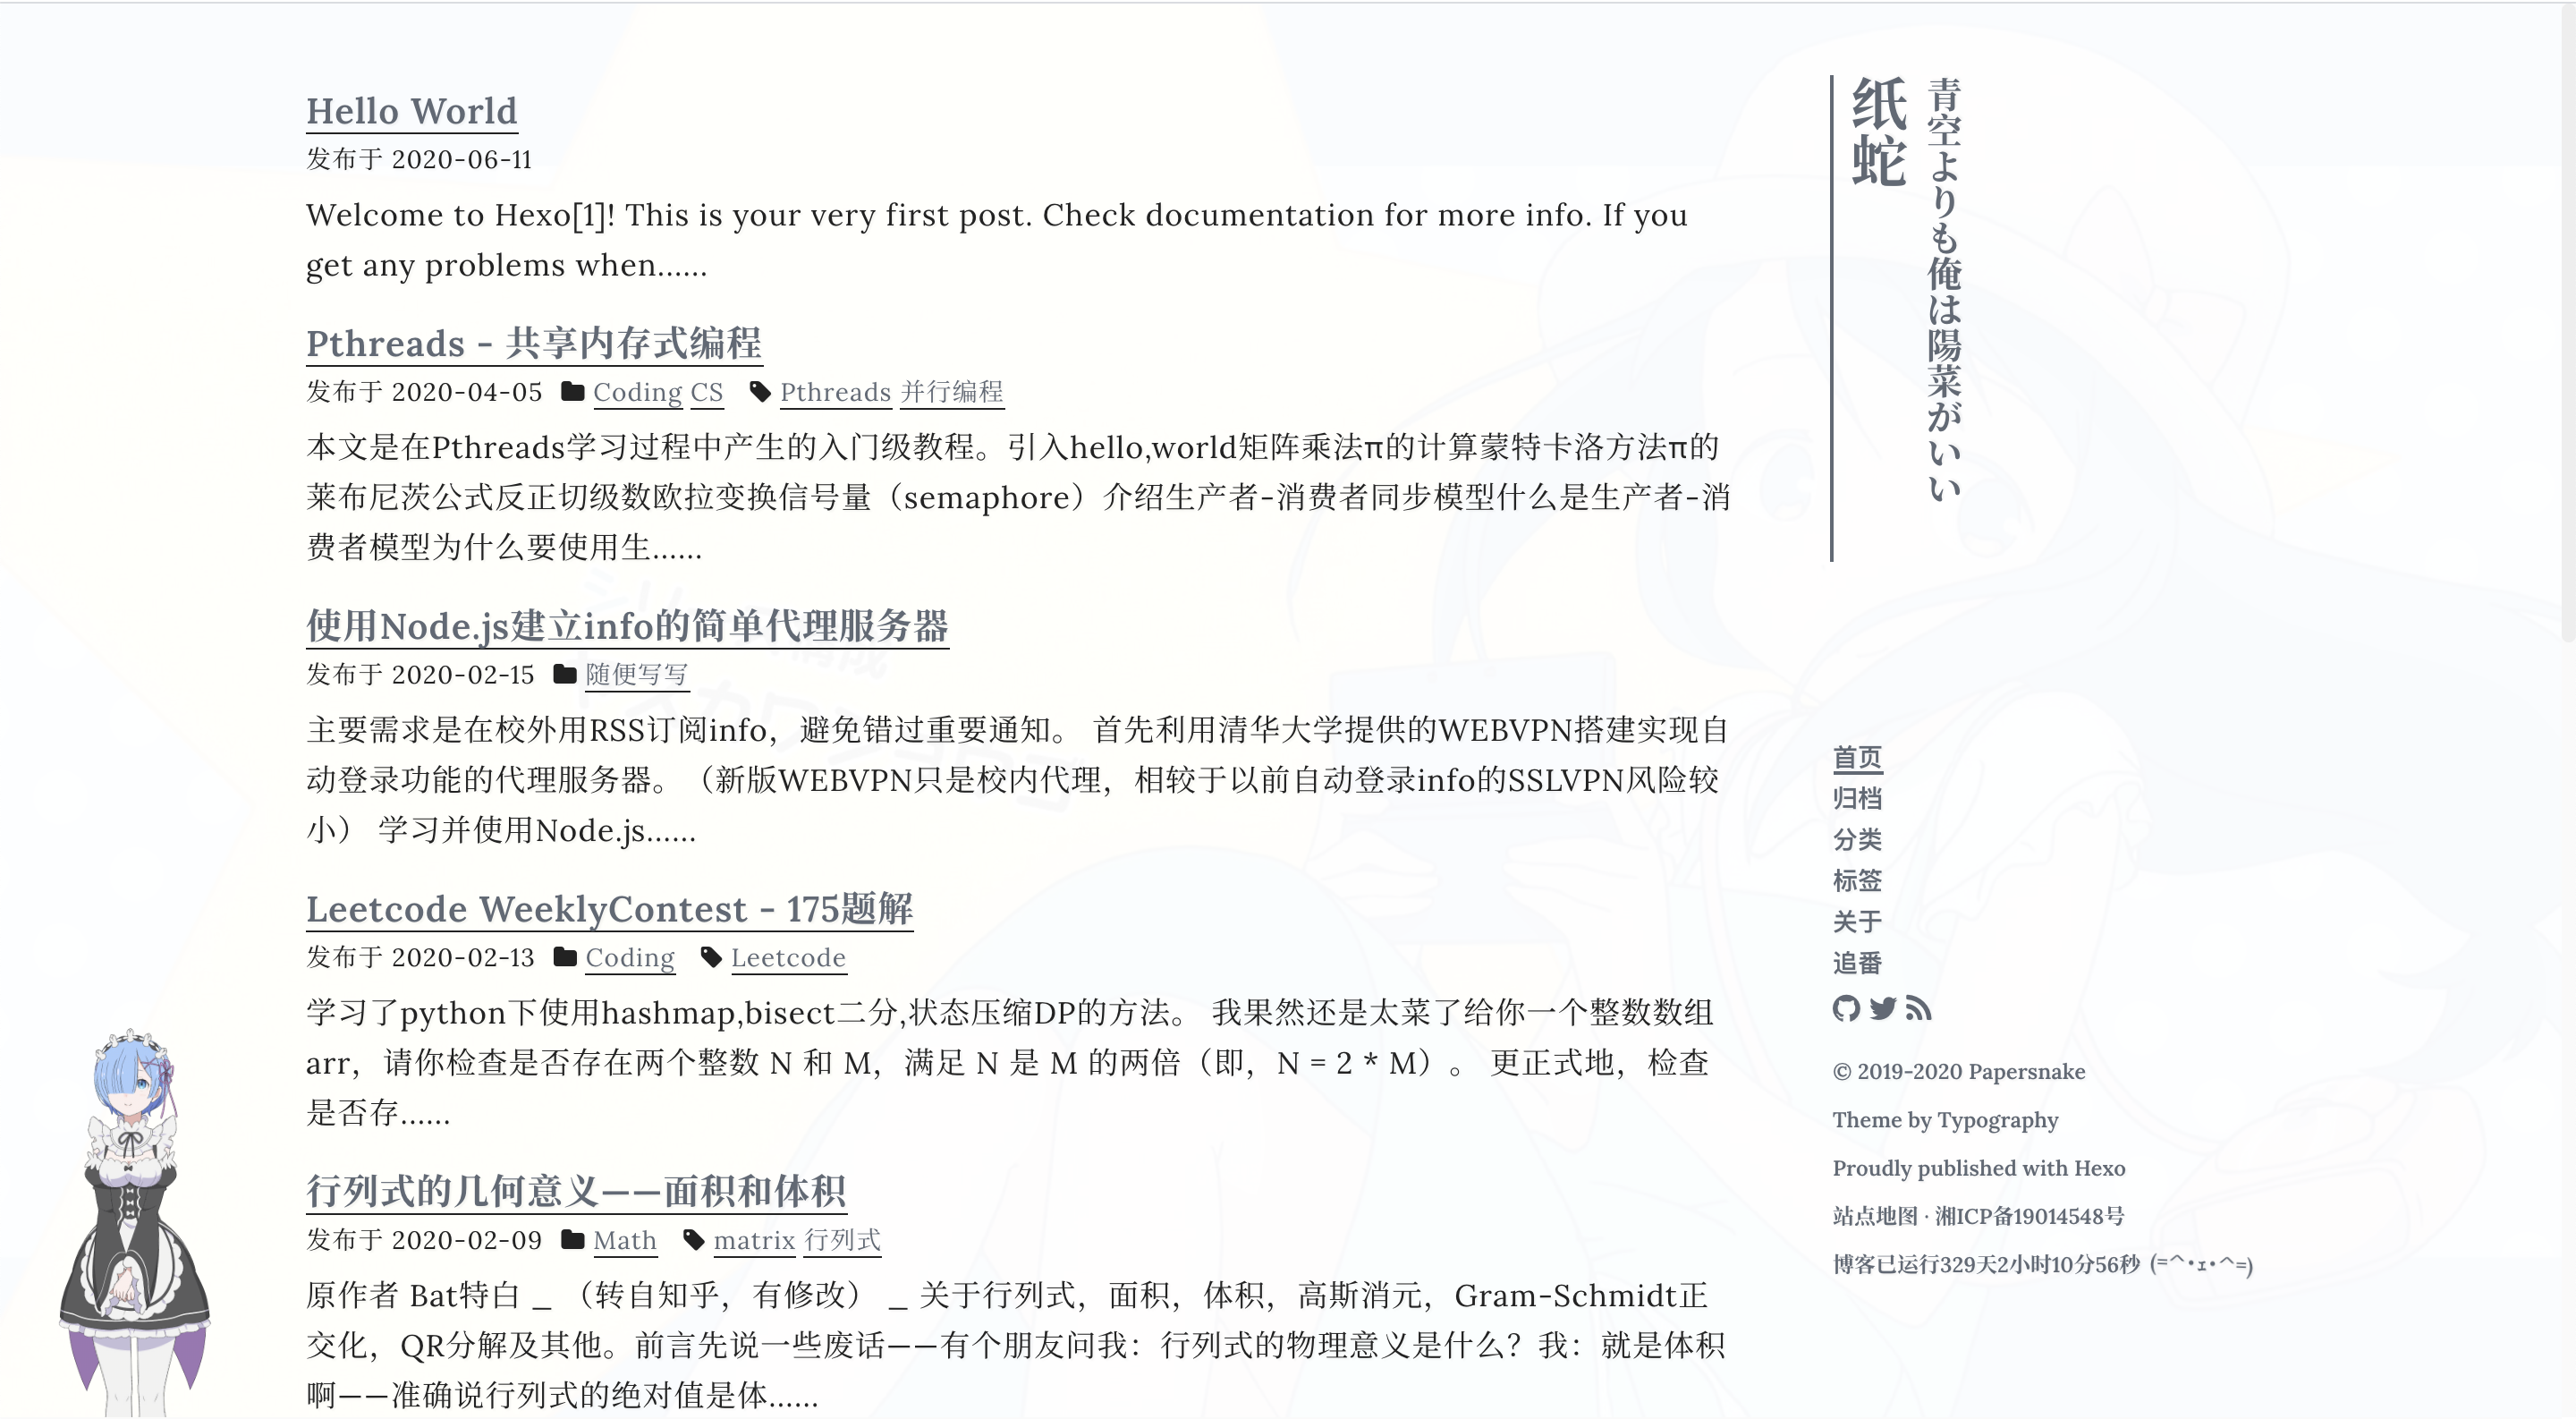 Hello World
发布于 2020-06-11
Welcome to Hexo[1]! This is your very first post. Check documentation for more info. If you
get any problems when......
Pthreads - 共享内存式编程
发布于 2020-04-05 Coding CS Pthreads 并行编程
本文是在Pthreads学习过程中产生的入门级教程。引入hello,world矩阵乘法π的计算蒙特卡洛方法π的
莱布尼茨公式反正切级数欧拉变换信号量（semaphore）介绍生产者-消费者同步模型什么是生产者-消
费者模型为什么要使用生......
使用Node.js建立info的简单代理服务器
发布于 2020-02-15 随便写写
主要需求是在校外用RSS订阅info，避免错过重要通知。 首先利用清华大学提供的WEBVPN搭建实现自
动登录功能的代理服务器。（新版WEBVPN只是校内代理，相较于以前自动登录info的SSLVPN风险较
小） 学习并使用Node.js......
Leetcode WeeklyContest - 175题解
发布于 2020-02-13 Coding Leetcode
学习了python下使用hashmap,bisect二分,状态压缩DP的方法。 我果然还是太菜了给你一个整数数组
arr，请你检查是否存在两个整数 N 和 M，满足 N 是 M 的两倍（即，N = 2 * M）。 更正式地，检查
是否存......
行列式的几何意义——面积和体积
发布于 2020-02-09 Math matrix 行列式
原作者 Bat特白 _ （转自知乎，有修改） _ 关于行列式，面积，体积，高斯消元，Gram-Schmidt正
交化，QR分解及其他。前言先说一些废话——有个朋友问我：行列式的物理意义是什么？我：就是体积
啊——准确说行列式的绝对值是体......
纸蛇
青空よりも俺は陽菜がいい
首页
归档
分类
标签
关于
追番
© 2019-2020 Papersnake
Theme by Typography
Proudly published with Hexo
站点地图 · 湘ICP备19014548号
博客已运行329天2小时10分56秒 (=^･ｪ･^=)